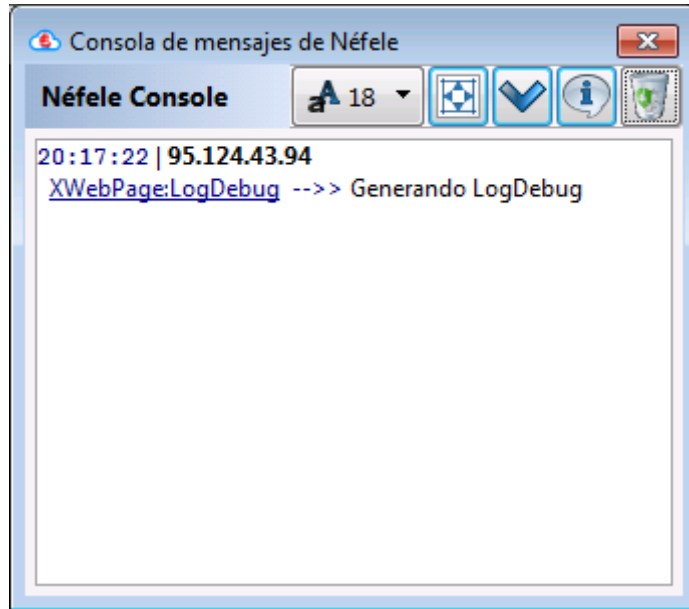 Consola de mensajes de Néfele
Néfele Console
aA 18
20:17:22 | 95.124.43.94
XWebPage:LogDebug -->> Generando LogDebug